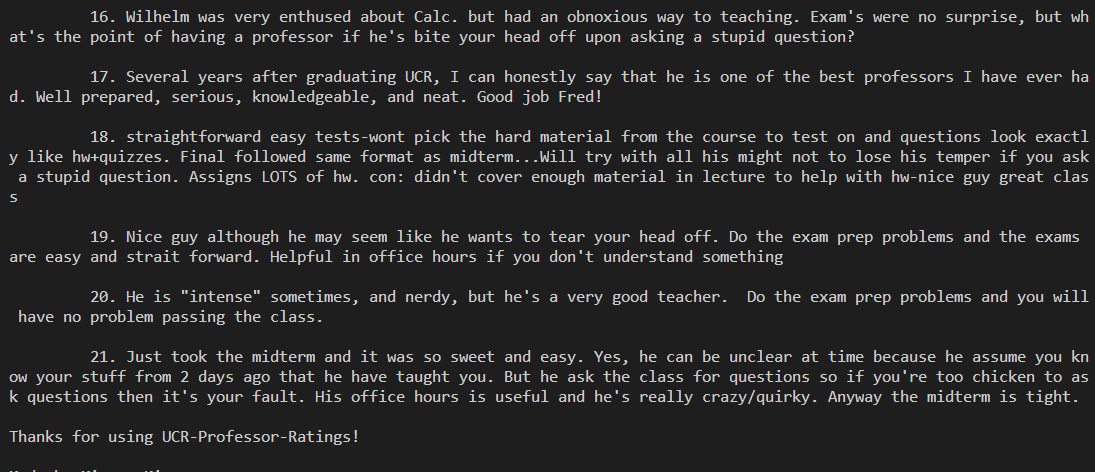 16. Wilhelm was very enthused about Calc. but had an obnoxious way to teaching. Exam's were no surprise, but wh
at's the point of having a professor if he's bite your head off upon asking a stupid question?
17. Several years after graduating UCR, I can honestly say that he is one of the best professors I have ever ha
d. Well prepared, serious, knowledgeable, and neat. Good job Fred!
18. straightforward easy tests-wont pick the hard material from the course to test on and questions look exactl
y like hw+quizzes. Final followed same format as midterm...Will try with all his might not to lose his temper if you ask
a stupid question. Assigns LOTS of hw. con: didn't cover enough material in lecture to help with hw-nice guy great clas
s
19. Nice guy although he may seem like he wants to tear your head off. Do the exam prep problems and the exams
are easy and strait forward. Helpful in office hours if you don't understand something
20. He is "intense" sometimes, and nerdy, but he's a very good teacher.  Do the exam prep problems and you will
have no problem passing the class.
21. Just took the midterm and it was so sweet and easy. Yes, he can be unclear at time because he assume you kn
ow your stuff from 2 days ago that he have taught you. But he ask the class for questions so if you're too chicken to as
k questions then it's your fault. His office hours is useful and he's really crazy/quirky. Anyway the midterm is tight.
Thanks for using UCR-Professor-Ratings!